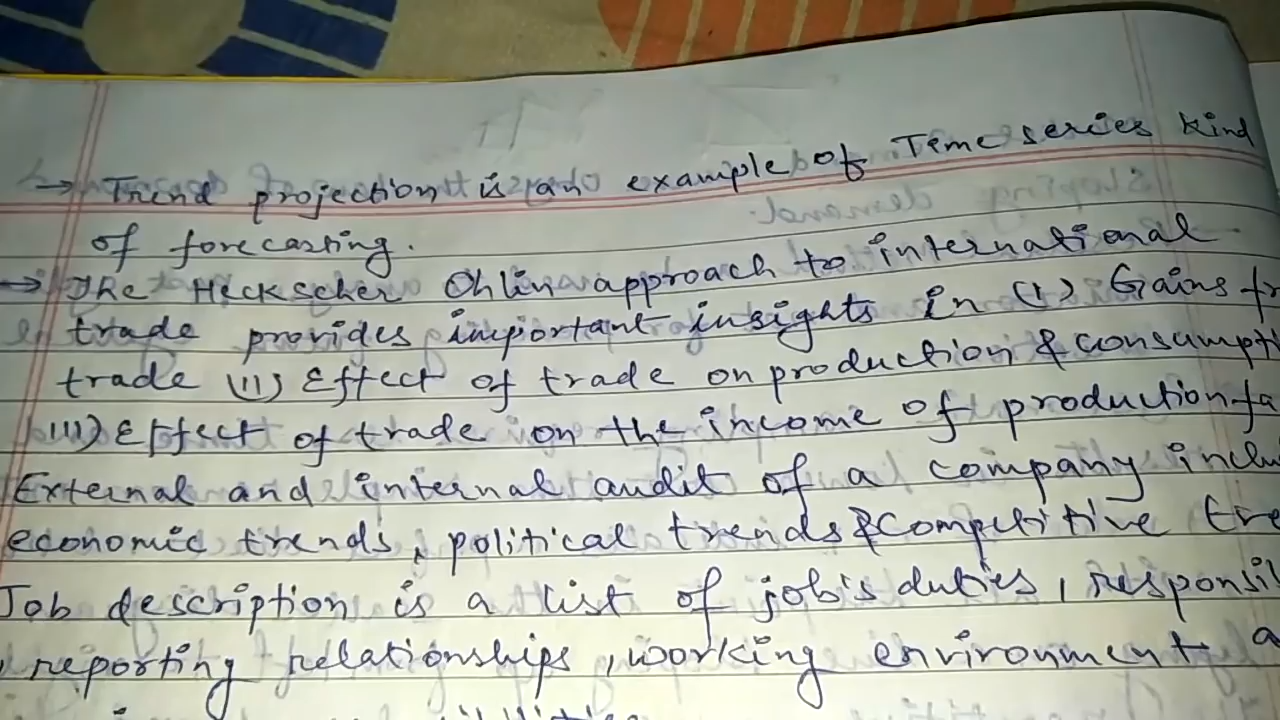 → Trend projection is an example of Time series kind
of forecasting.
→ The Heckscher Ohlin approach to international
trade provides important insights in (I) Gains fr
trade (II) Effect of trade on production & consumpti
III) Effect of trade on the income of production fa
External and internal audit of a company inclu
economic trends, political trends & competitive tre
Job description is a list of job's duties, responsi
, reporting relationships, working environment a